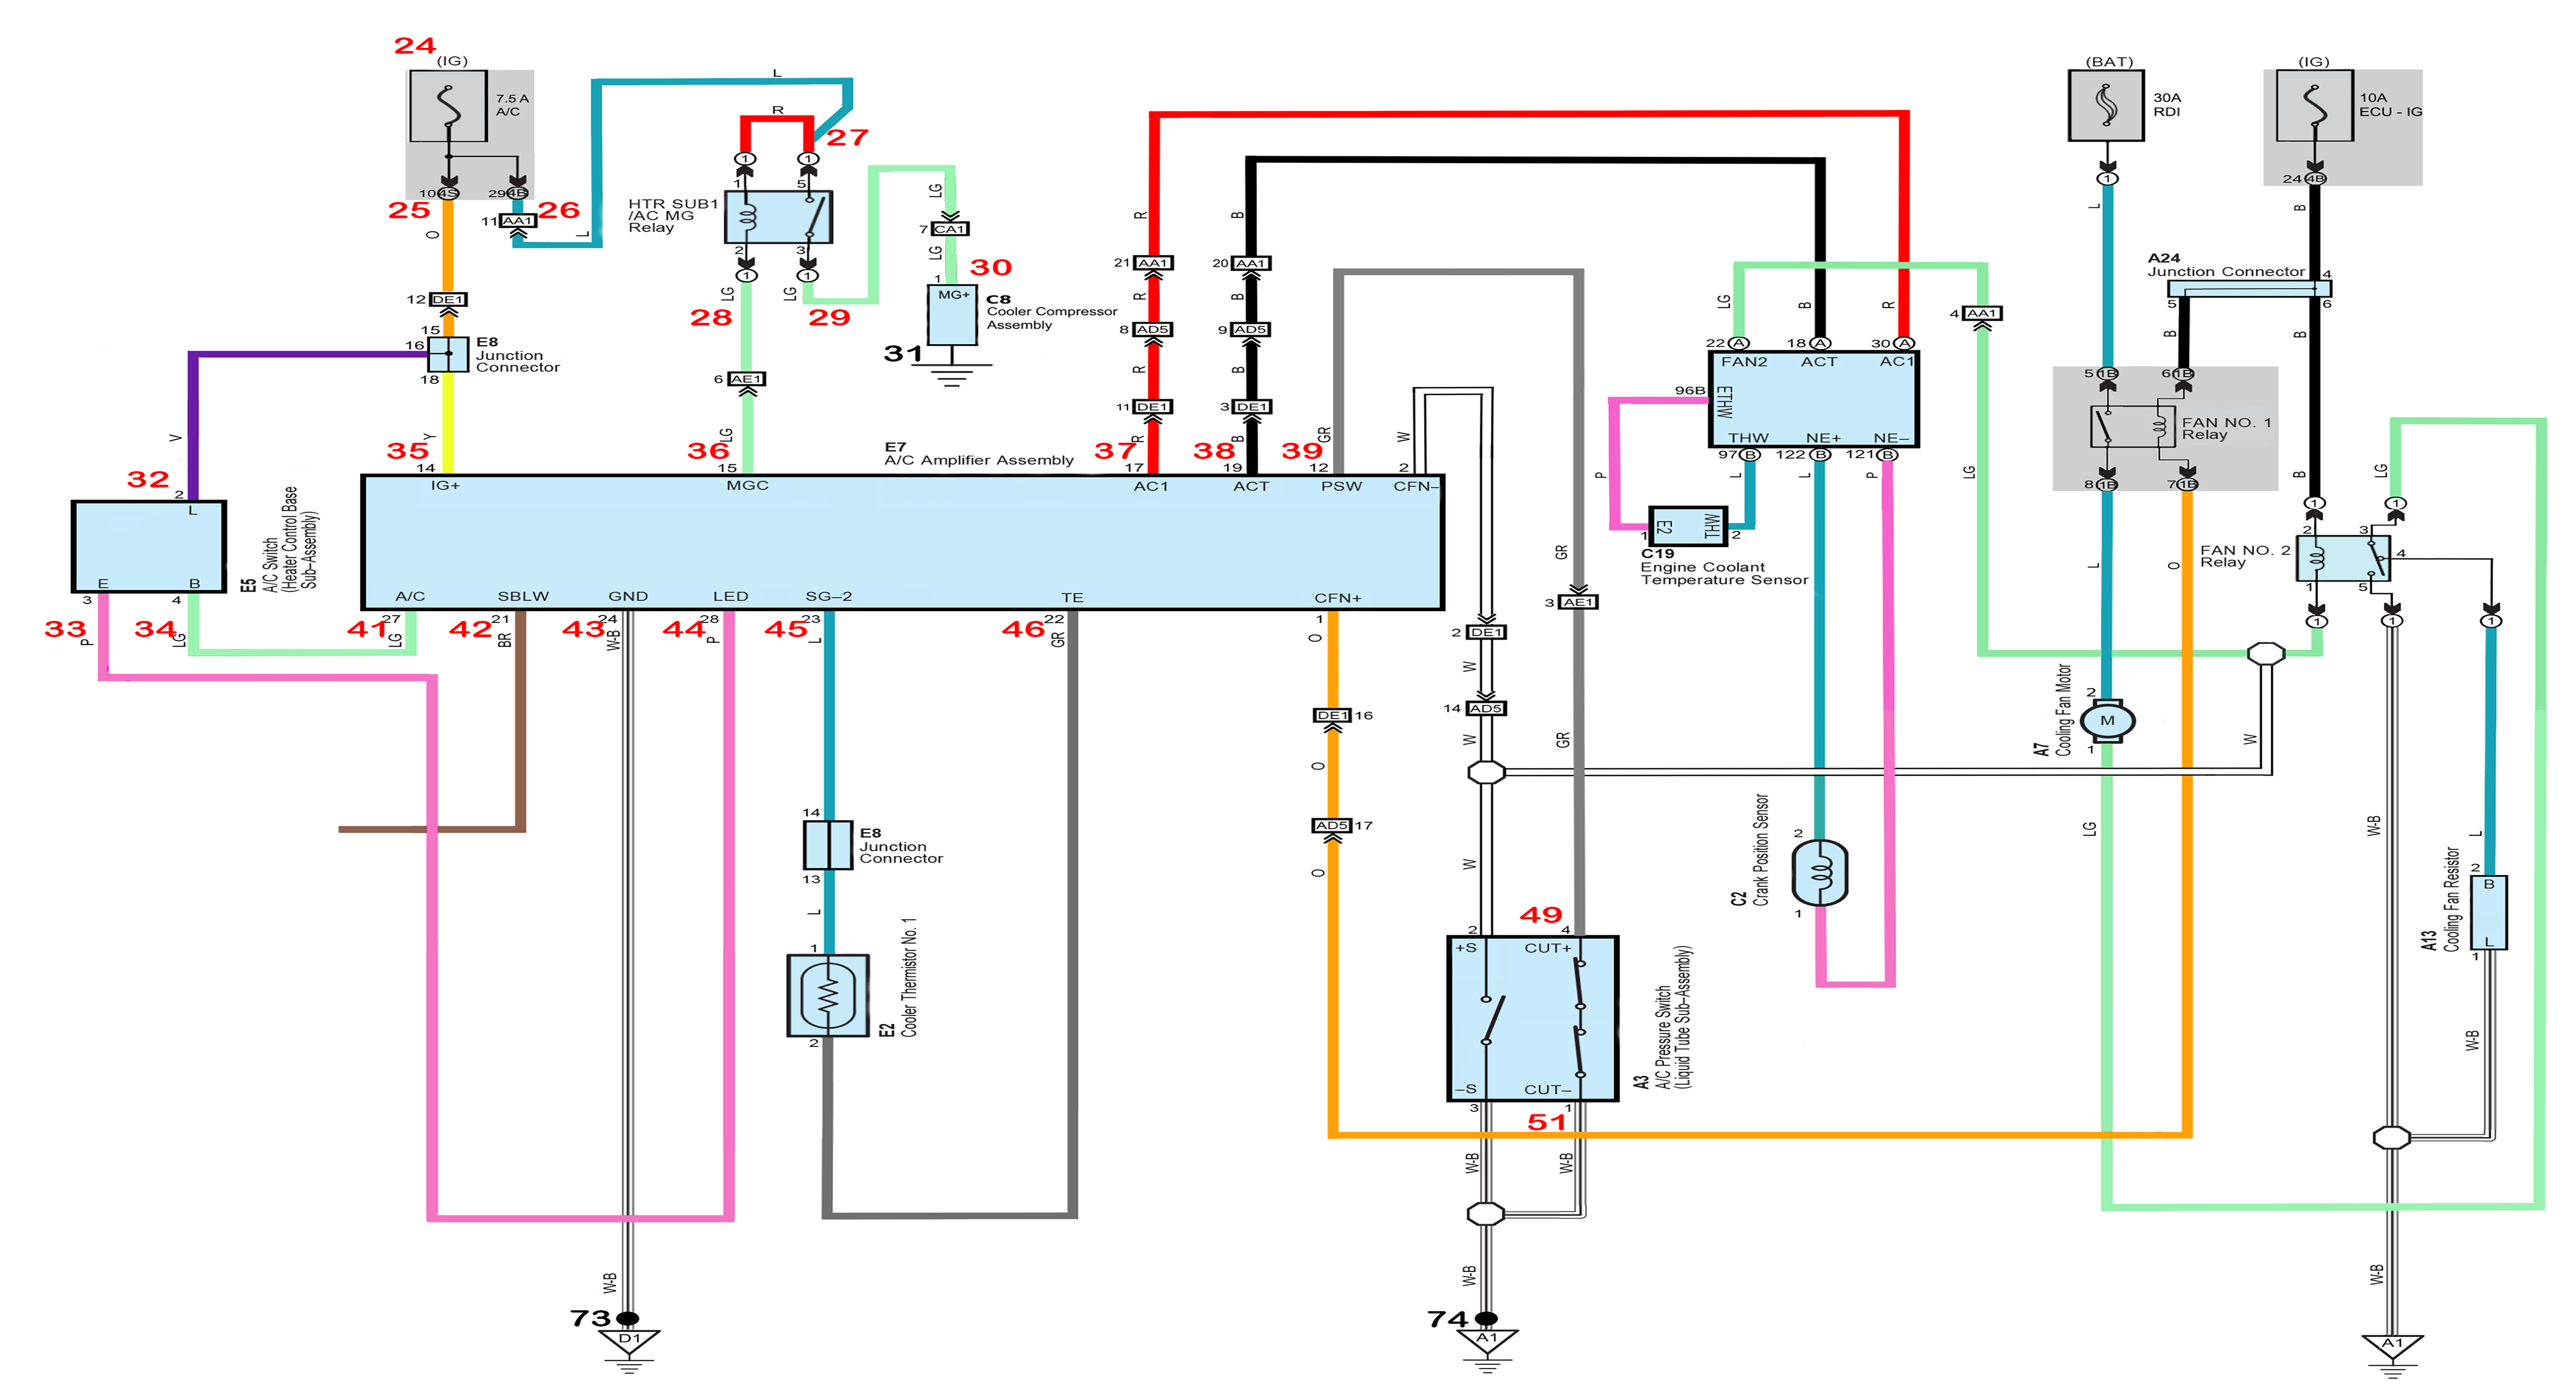 24
(IG)
7.5 A
A/C
10 4S
29 4B
25
26
11 AA1
O
L
L
R
27
1
1
1
5
HTR SUB1
/AC MG
Relay
2
3
1
1
LG
LG
28
29
LG
7 CA1
LG
30
1
MG+
C8
Cooler Compressor
Assembly
31
12 DE1
15
16
E8
Junction
Connector
18
6 AE1
V
Y
LG
R
21 AA1
R
8 AD5
R
11 DE1
R
B
20 AA1
B
9 AD5
B
3 DE1
B
GR
W
(BAT)
30A
RDI
1
(IG)
10A
ECU - IG
24 4B
L
B
A24
Junction Connector
4
5
6
B
B
LG
B
R
4 AA1
22 A
18 A
30 A
FAN2
ACT
AC1
96B
ETHW
THW
NE+
NE–
97 B
122 B
121 B
P
L
L
P
LG
1
E2
THW
2
C19
Engine Coolant
Temperature Sensor
5 1B
6 1B
FAN NO. 1
Relay
8 1B
7 1B
B
LG
1
1
2
3
FAN NO. 2
Relay
4
1
5
1
1
1
L
O
32
2
L
E
B
3
4
E5
A/C Switch
(Heater Control Base
Sub–Assembly)
33
34
P
LG
35
36
E7
A/C Amplifier Assembly
37
38
39
14
15
17
19
12
2
IG+
MGC
AC1
ACT
PSW
CFN–
A/C
SBLW
GND
LED
SG–2
TE
CFN+
41
27
LG
42
21
BR
43
24
W-B
44
28
P
45
23
L
46
22
GR
1
O
GR
3 AE1
2 DE1
W
14 AD5
W
GR
DE1 16
O
AD5 17
O
W
14
E8
Junction
Connector
13
L
1
2
E2
Cooler Thermistor No. 1
49
2
4
+S
CUT+
–S
CUT–
3
1
51
A3
A/C Pressure Switch
(Liquid Tube Sub–Assembly)
W-B
W-B
W-B
C2
Crank Position Sensor
2
1
A7
Cooling Fan Motor
2
M
1
LG
W
W-B
L
A13
Cooling Fan Resistor
2
B
L
1
W-B
W-B
W-B
73
D1
74
A1
A1